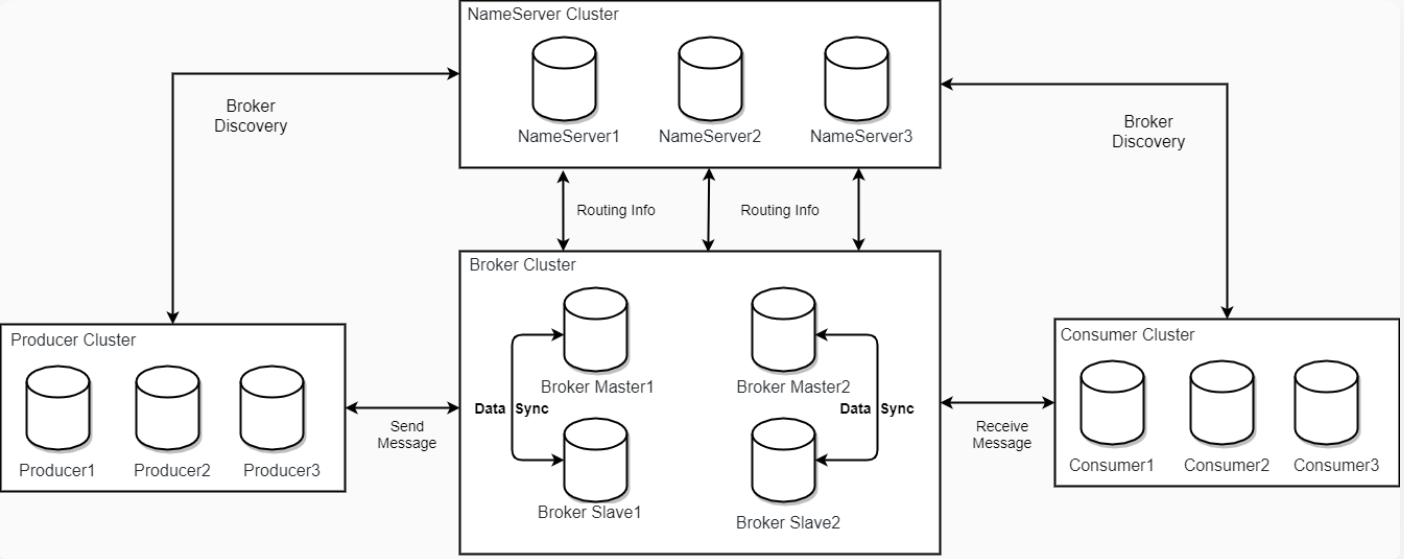 NameServer Cluster
NameServer1
NameServer2
NameServer3
Broker
Discovery
Broker
Discovery
Routing Info
Routing Info
Producer Cluster
Producer1
Producer2
Producer3
Send
Message
Broker Cluster
Broker Master1
Broker Master2
Data Sync
Data Sync
Broker Slave1
Broker Slave2
Receive
Message
Consumer Cluster
Consumer1
Consumer2
Consumer3